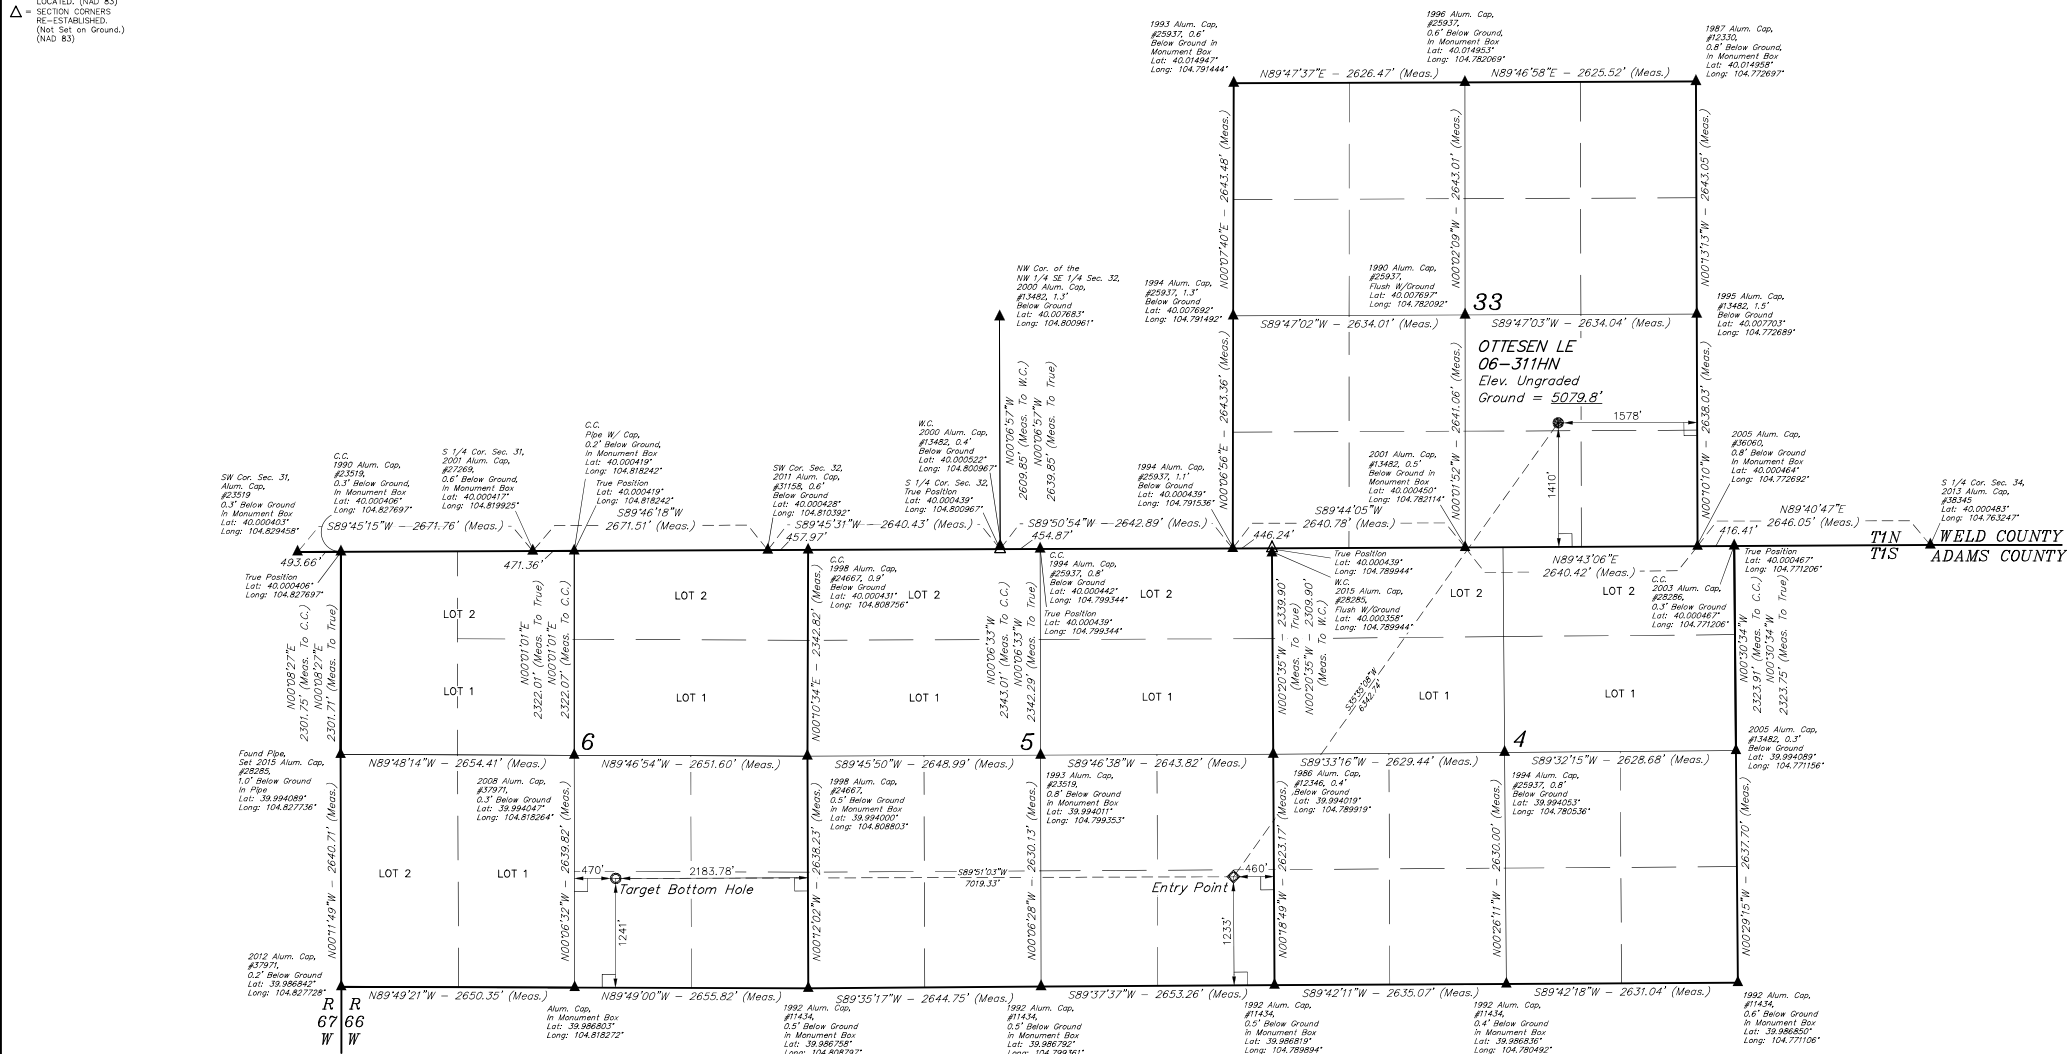 LOCATED. (NAD 83)
△ = SECTION CORNERS
RE-ESTABLISHED.
(Not Set on Ground.)
(NAD 83)
1993 Alum. Cap,
#25937, 0.6'
Below Ground in
Monument Box
Lat: 40.014947°
Long: 104.791444°
1996 Alum. Cap,
#25937,
0.6' Below Ground,
In Monument Box
Lat: 40.014953°
Long: 104.782069°
1987 Alum. Cap,
#12330,
0.8' Below Ground,
In Monument Box
Lat: 40.014958°
Long: 104.772697°
N89°47'37"E - 2626.47' (Meas.)
N89°46'58"E - 2625.52' (Meas.)
N00°07'40"E - 2643.48' (Meas.)
N00°02'09"W - 2643.01' (Meas.)
N00°13'13"W - 2643.05' (Meas.)
NW Cor. of the
NW 1/4 SE 1/4 Sec. 32,
2000 Alum. Cap,
#13482, 1.3'
Below Ground
Lat: 40.007683°
Long: 104.800961°
1994 Alum. Cap,
#25937, 1.3'
Below Ground
Lat: 40.007692°
Long: 104.791492°
1990 Alum. Cap,
#25937,
Flush W/Ground
Lat: 40.007697°
Long: 104.782092°
33
1995 Alum. Cap,
#13482, 1.5'
Below Ground
Lat: 40.007703°
Long: 104.772689°
S89°47'02"W - 2634.01' (Meas.)
S89°47'03"W - 2634.04' (Meas.)
OTTESEN LE
06-311HN
Elev. Ungraded
Ground = 5079.8'
1578'
1410'
N00°06'57"W
2609.85' (Meas. To W.C.)
N00°06'57"W
2639.85' (Meas. To True)
N00°06'56"E - 2643.36' (Meas.)
N00°07'52"W - 2641.06' (Meas.)
N00°10'10"W - 2638.03' (Meas.)
SW Cor. Sec. 31,
Alum. Cap,
#23519
0.3' Below Ground
In Monument Box
Lat: 40.000403°
Long: 104.829458°
C.C.
1990 Alum. Cap,
#23519,
0.3' Below Ground,
In Monument Box
Lat: 40.000406°
Long: 104.827697°
S 1/4 Cor. Sec. 31,
2001 Alum. Cap,
#27269,
0.6' Below Ground,
In Monument Box
Lat: 40.000417°
Long: 104.819925°
C.C.
Pipe W/ Cap,
0.2' Below Ground,
In Monument Box
Lat: 40.000419°
Long: 104.818242°
True Position
Lat: 40.000419°
Long: 104.818242°
SW Cor. Sec. 32,
2011 Alum. Cap,
#31158, 0.6'
Below Ground
Lat: 40.000428°
Long: 104.810392°
W.C.
2000 Alum. Cap,
#13482, 0.4'
Below Ground
Lat: 40.000522°
Long: 104.800967°
S 1/4 Cor. Sec. 32,
True Position
Lat: 40.000439°
Long: 104.800967°
1994 Alum. Cap,
#25937, 1.1'
Below Ground
Lat: 40.000439°
Long: 104.791536°
2001 Alum. Cap,
#13482, 0.5'
Below Ground in
Monument Box
Lat: 40.000450°
Long: 104.782114°
2005 Alum. Cap,
#36060,
0.8' Below Ground
In Monument Box
Lat: 40.000464°
Long: 104.772692°
S 1/4 Cor. Sec. 34,
2013 Alum. Cap,
#38345
Lat: 40.000483°
Long: 104.763247°
S89°45'15"W - 2671.76' (Meas.)
S89°46'18"W
2671.51' (Meas.)
S89°45'31"W - 2640.43' (Meas.)
S89°50'54"W - 2642.89' (Meas.)
S89°44'05"W
2640.78' (Meas.)
N89°43'06"E
2640.42' (Meas.)
N89°40'47"E
2646.05' (Meas.)
493.66'
471.36'
457.97'
454.87'
446.24'
416.41'
T1N WELD COUNTY
T1S ADAMS COUNTY
True Position
Lat: 40.000406°
Long: 104.827697°
C.C.
1998 Alum. Cap,
#24667, 0.9'
Below Ground
Lat: 40.000431°
Long: 104.808756°
C.C.
1994 Alum. Cap,
#25937, 0.8'
Below Ground
Lat: 40.000442°
Long: 104.799344°
True Position
Lat: 40.000439°
Long: 104.799344°
True Position
Lat: 40.000439°
Long: 104.789944°
W.C.
2015 Alum. Cap,
#28285,
Flush W/Ground
Lat: 40.000358°
Long: 104.789944°
C.C.
2003 Alum. Cap,
#28286,
0.3' Below Ground
Lat: 40.000467°
Long: 104.771206°
True Position
Lat: 40.000467°
Long: 104.771206°
LOT 2
LOT 2
LOT 2
LOT 2
LOT 2
LOT 2
N00°08'27"E
2301.75' (Meas. To C.C.)
N00°08'27"E
2301.71' (Meas. To True)
N00°01'01"E
2322.01' (Meas. To True)
N00°01'01"E
2322.07' (Meas. To C.C.)
N00°10'34"E - 2342.82' (Meas.)
N00°06'33"W
2343.01' (Meas. To C.C.)
N00°06'33"W
2342.29' (Meas. To True)
N00°20'35"W - 2339.90'
(Meas. To True)
N00°20'35"W - 2309.90'
(Meas. To W.C.)
S35°35'08"W
6342.74'
N00°30'34"W
2323.91' (Meas. To C.C.)
N00°30'34"W
2323.75' (Meas. To True)
LOT 1
LOT 1
LOT 1
LOT 1
LOT 1
LOT 1
6
5
4
Found Pipe,
Set 2015 Alum. Cap,
#28285,
1.0' Below Ground
In Pipe
Lat: 39.994089°
Long: 104.827736°
N89°48'14"W - 2654.41' (Meas.)
N89°46'54"W - 2651.60' (Meas.)
S89°45'50"W - 2648.99' (Meas.)
S89°46'38"W - 2643.82' (Meas.)
S89°33'16"W - 2629.44' (Meas.)
S89°32'15"W - 2628.68' (Meas.)
2008 Alum. Cap,
#37971,
0.3' Below Ground
Lat: 39.994047°
Long: 104.818264°
1998 Alum. Cap,
#24667,
0.5' Below Ground
In Monument Box
Lat: 39.994000°
Long: 104.808803°
1993 Alum. Cap,
#23519,
0.8' Below Ground
In Monument Box
Lat: 39.994011°
Long: 104.799353°
1986 Alum. Cap,
#12346, 0.4'
Below Ground
Lat: 39.994019°
Long: 104.789919°
1994 Alum. Cap,
#25937, 0.8'
Below Ground
Lat: 39.994053°
Long: 104.780536°
2005 Alum. Cap,
#13482, 0.3'
Below Ground
Lat: 39.994089°
Long: 104.771156°
N00°11'49"W - 2640.71' (Meas.)
N00°06'32"W - 2639.82' (Meas.)
N00°12'02"W - 2638.23' (Meas.)
N00°06'28"W - 2630.13' (Meas.)
N00°18'49"W - 2623.17' (Meas.)
N00°26'11"W - 2630.00' (Meas.)
N00°29'15"W - 2637.70' (Meas.)
LOT 2
LOT 1
470'
2183.78'
S89°51'03"W
7019.33'
460'
Target Bottom Hole
Entry Point
1241'
1233'
2012 Alum. Cap,
#37971,
0.2' Below Ground
Lat: 39.986842°
Long: 104.827728°
N89°49'21"W - 2650.35' (Meas.)
N89°49'00"W - 2655.82' (Meas.)
S89°35'17"W - 2644.75' (Meas.)
S89°37'37"W - 2653.26' (Meas.)
S89°42'11"W - 2635.07' (Meas.)
S89°42'18"W - 2631.04' (Meas.)
R R
67 66
W W
Alum. Cap,
In Monument Box
Lat: 39.986803°
Long: 104.818272°
1992 Alum. Cap,
#11434,
0.5' Below Ground
In Monument Box
Lat: 39.986758°
Long: 104.808797°
1992 Alum. Cap,
#11434,
0.5' Below Ground
In Monument Box
Lat: 39.986792°
Long: 104.799361°
1992 Alum. Cap,
#11434,
0.5' Below Ground
In Monument Box
Lat: 39.986819°
Long: 104.789894°
1992 Alum. Cap,
#11434,
0.4' Below Ground
In Monument Box
Lat: 39.986836°
Long: 104.780492°
1992 Alum. Cap,
#11434,
0.6' Below Ground
In Monument Box
Lat: 39.986850°
Long: 104.771106°